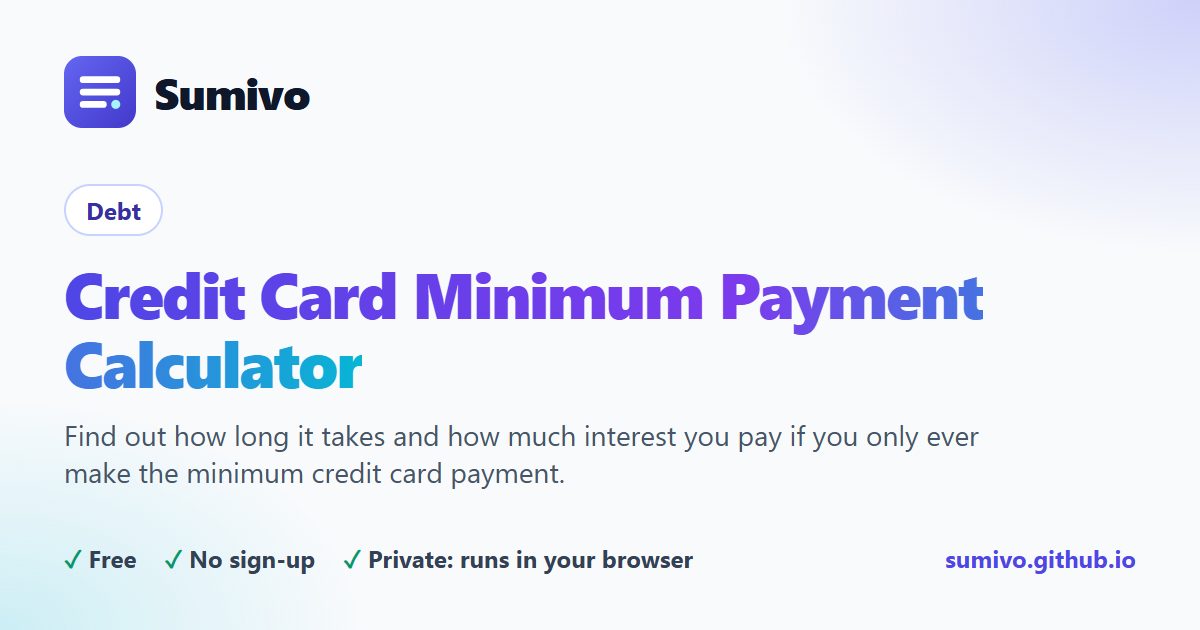 Sumivo
Debt
Credit Card Minimum Payment
Calculator
Find out how long it takes and how much interest you pay if you only ever
make the minimum credit card payment.
✓ Free ✓ No sign-up ✓ Private: runs in your browser sumivo.github.io